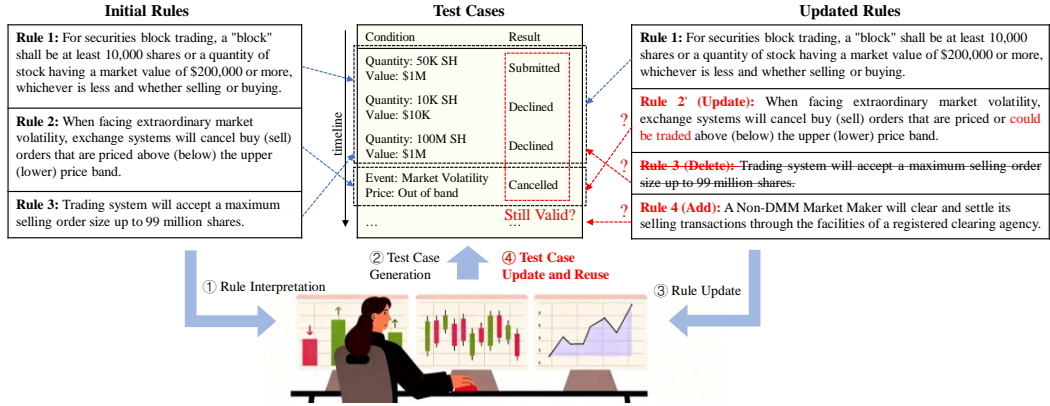 Initial Rules
Rule 1: For securities block trading, a "block"
shall be at least 10,000 shares or a quantity of
stock having a market value of $200,000 or more,
whichever is less and whether selling or buying.
Rule 2: When facing extraordinary market
volatility, exchange systems will cancel buy (sell)
orders that are priced above (below) the upper
(lower) price band.
Rule 3: Trading system will accept a maximum
selling order size up to 99 million shares.
Test Cases
timeline
Condition Result
Quantity: 50K SH
Value: $1M
Submitted
Quantity: 10K SH
Value: $10K
Declined
Quantity: 100M SH
Value: $1M
Declined
Event: Market Volatility
Price: Out of band
Cancelled
Still Valid?
… …
Updated Rules
Rule 1: For securities block trading, a "block" shall be at least 10,000
shares or a quantity of stock having a market value of $200,000 or
more, whichever is less and whether selling or buying.
Rule 2' (Update): When facing extraordinary market volatility,
exchange systems will cancel buy (sell) orders that are priced or could
be traded above (below) the upper (lower) price band.
Rule 3 (Delete): Trading system will accept a maximum selling order
size up to 99 million shares.
Rule 4 (Add): A Non-DMM Market Maker will clear and settle its
selling transactions through the facilities of a registered clearing agency.
?
?
?
① Rule Interpretation
② Test Case
Generation
④ Test Case
Update and Reuse
③ Rule Update